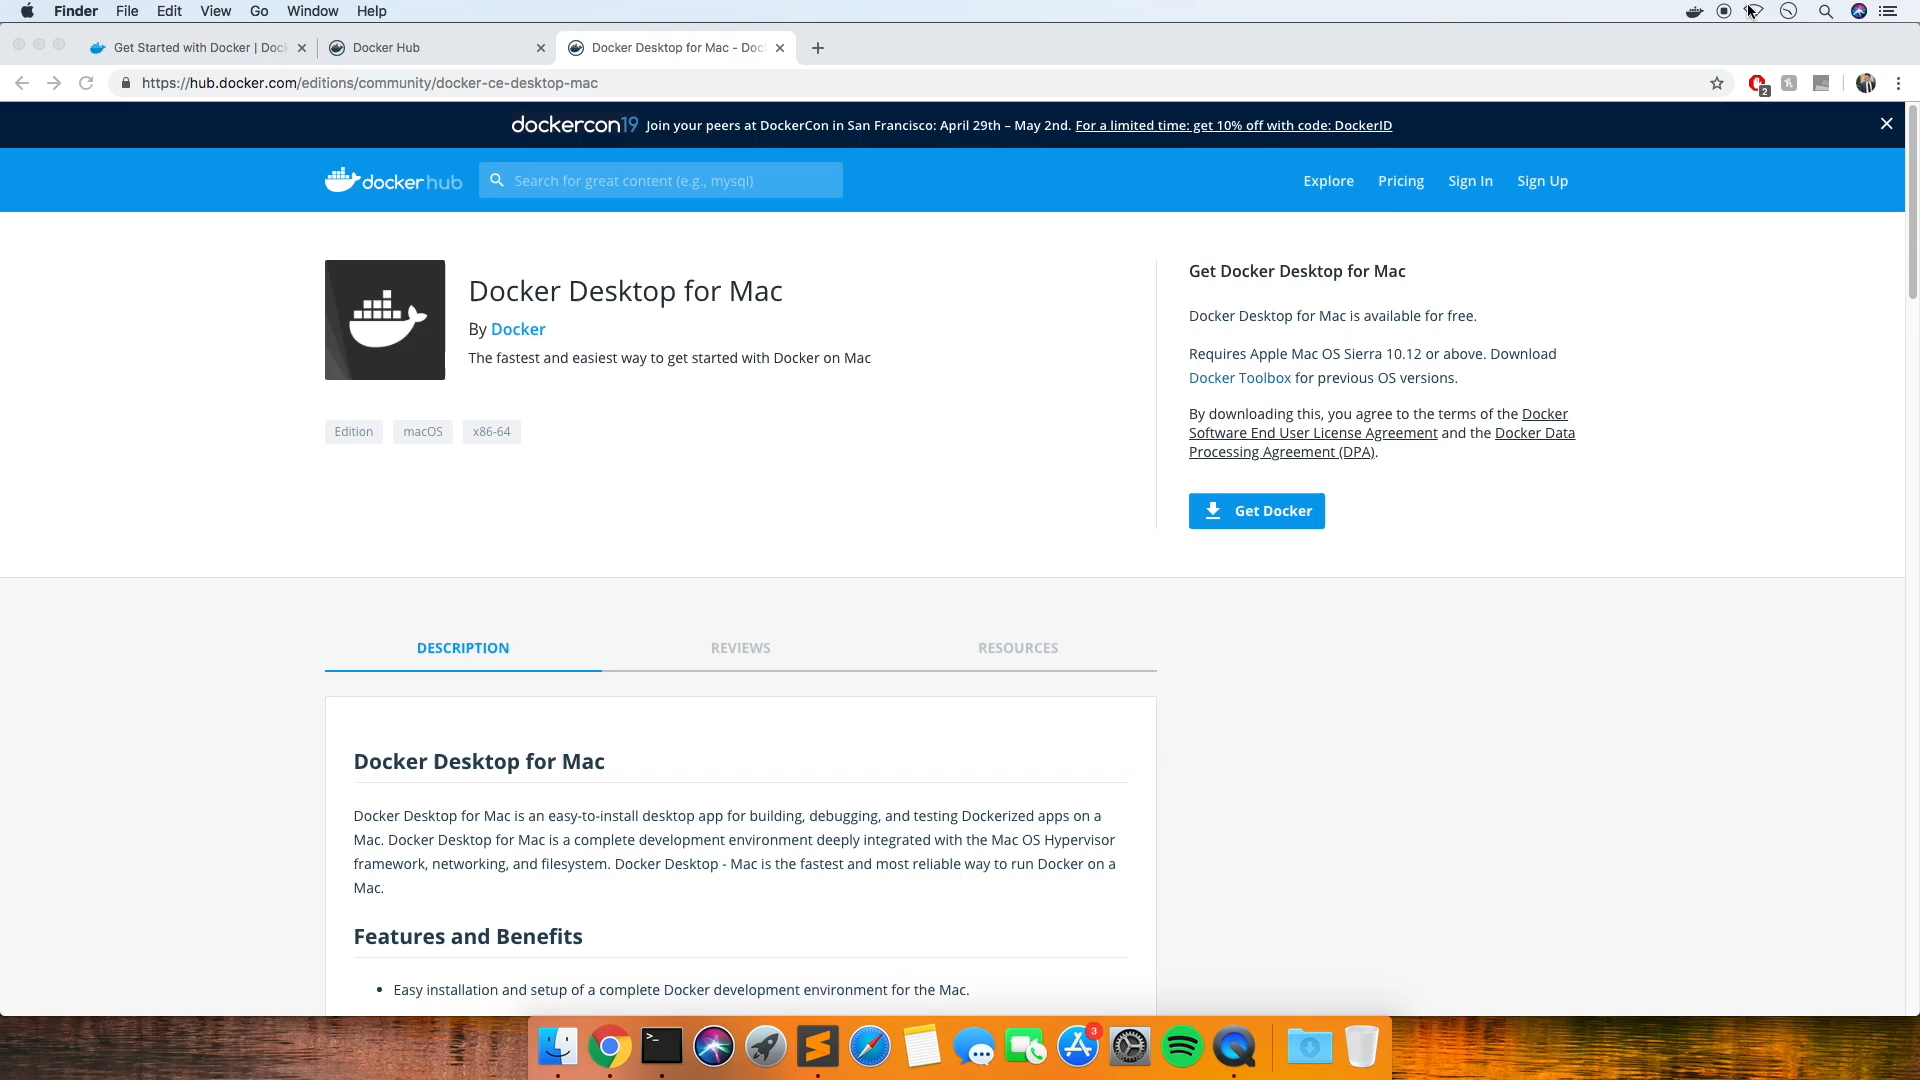 Finder File Edit View Go Window Help
Get Started with Docker | Doc
Docker Hub
Docker Desktop for Mac - Doc
https://hub.docker.com/editions/community/docker-ce-desktop-mac
2
dockercon19 Join your peers at DockerCon in San Francisco: April 29th – May 2nd. For a limited time: get 10% off with code: DockerID
docker hub
Search for great content (e.g., mysql)
Explore
Pricing
Sign In
Sign Up
Docker Desktop for Mac
By Docker
The fastest and easiest way to get started with Docker on Mac
Edition
macOS
x86-64
Get Docker Desktop for Mac
Docker Desktop for Mac is available for free.
Requires Apple Mac OS Sierra 10.12 or above. Download
Docker Toolbox for previous OS versions.
By downloading this, you agree to the terms of the Docker
Software End User License Agreement and the Docker Data
Processing Agreement (DPA).
Get Docker
DESCRIPTION
REVIEWS
RESOURCES
Docker Desktop for Mac
Docker Desktop for Mac is an easy-to-install desktop app for building, debugging, and testing Dockerized apps on a
Mac. Docker Desktop for Mac is a complete development environment deeply integrated with the Mac OS Hypervisor
framework, networking, and filesystem. Docker Desktop - Mac is the fastest and most reliable way to run Docker on a
Mac.
Features and Benefits
• Easy installation and setup of a complete Docker development environment for the Mac.
3